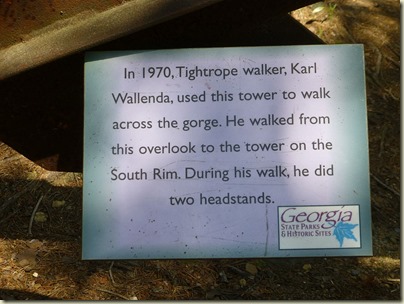 In 1970, Tightrope walker, Karl
Wallenda, used this tower to walk
across the gorge. He walked from
this overlook to the tower on the
South Rim. During his walk, he did
two headstands.
Georgia
STATE PARKS
& HISTORIC SITES